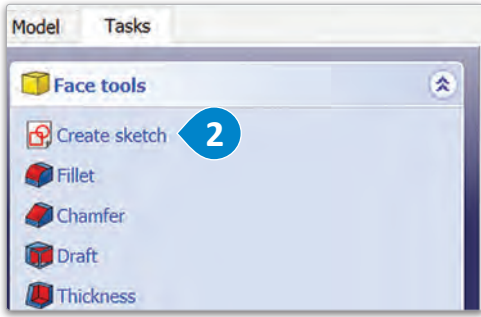 Model Tasks
Face tools
Create sketch 2
Fillet
Chamfer
Draft
Thickness